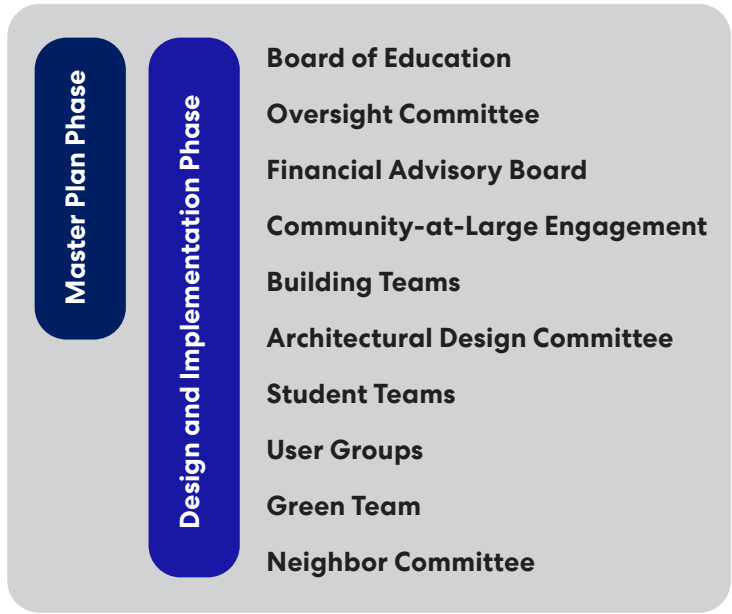 Master Plan Phase
Design and Implementation Phase
Board of Education
Oversight Committee
Financial Advisory Board
Community-at-Large Engagement
Building Teams
Architectural Design Committee
Student Teams
User Groups
Green Team
Neighbor Committee